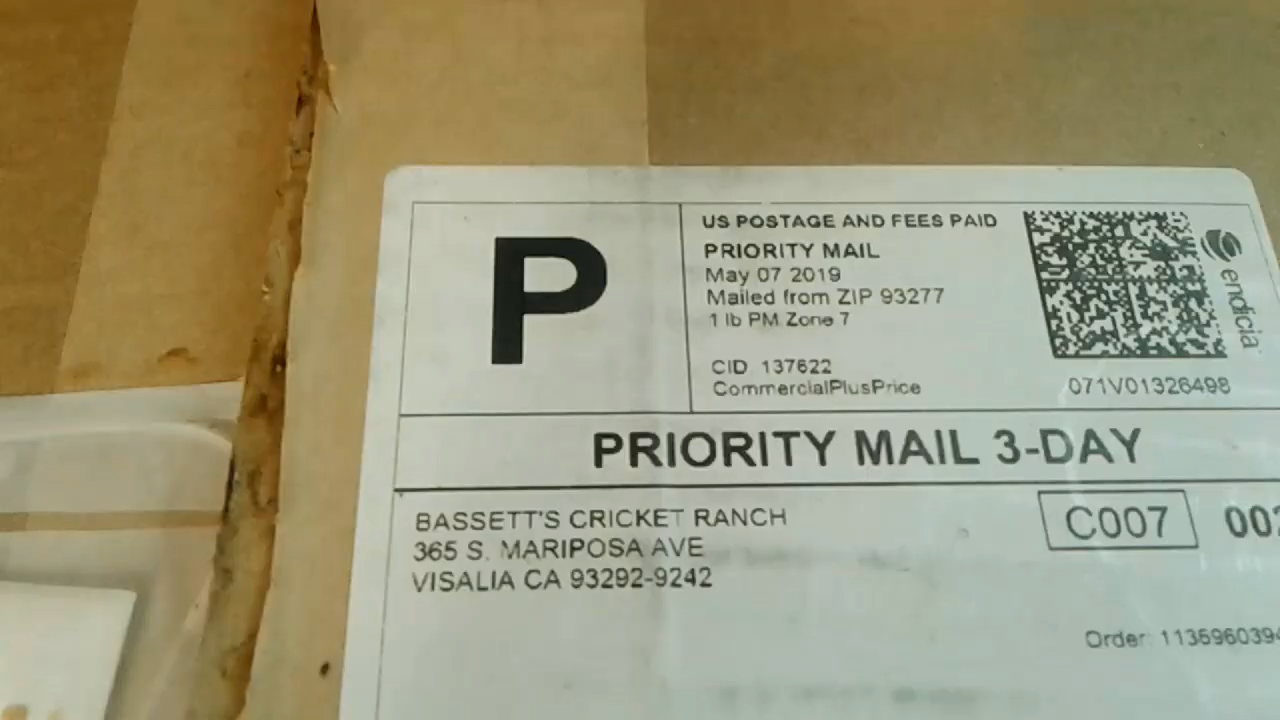 P
US POSTAGE AND FEES PAID
PRIORITY MAIL
May 07 2019
Mailed from ZIP 93277
1 lb PM Zone 7
CID 137622
CommercialPlusPrice
endicia
071V01326498
PRIORITY MAIL 3-DAY
BASSETT'S CRICKET RANCH
365 S. MARIPOSA AVE
VISALIA CA 93292-9242
C007
Order: